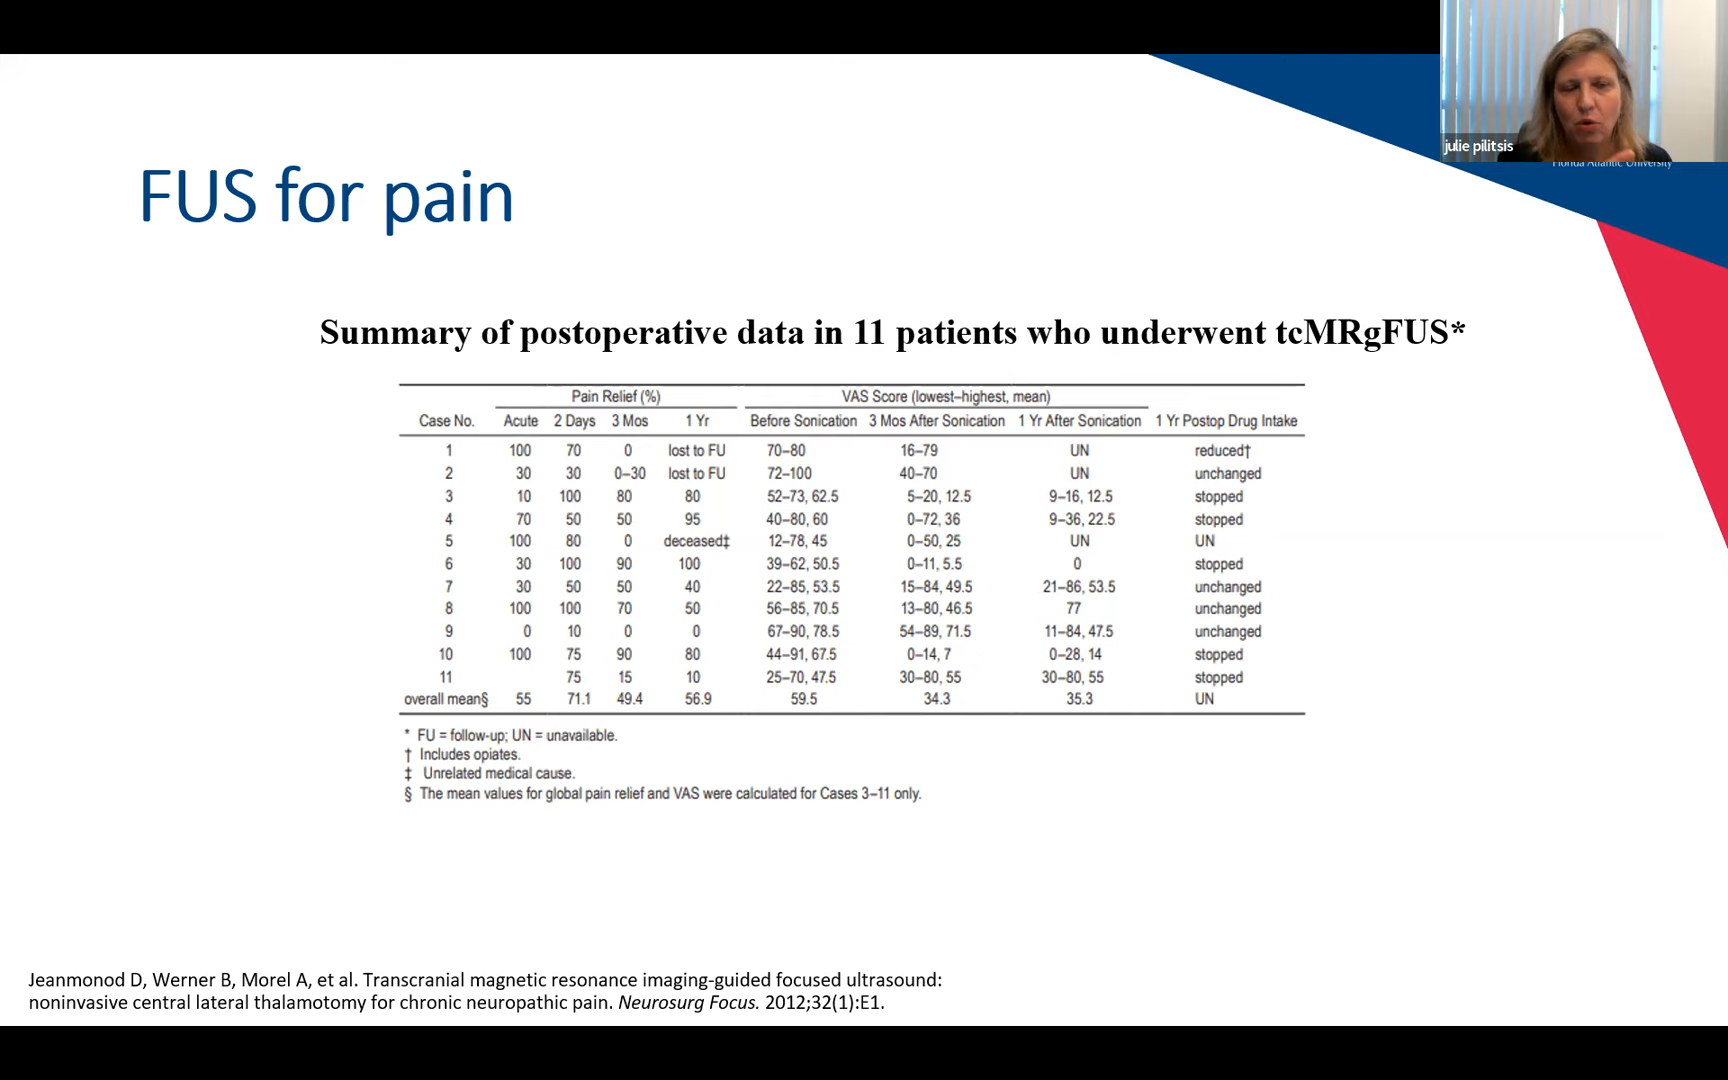 julie pilitsis
Florida Atlantic University
FUS for pain
Summary of postoperative data in 11 patients who underwent tcMRgFUS*
Pain Relief (%) VAS Score (lowest–highest, mean)
Case No. Acute 2 Days 3 Mos 1 Yr Before Sonication 3 Mos After Sonication 1 Yr After Sonication 1 Yr Postop Drug Intake
1 100 70 0 lost to FU 70–80 16–79 UN reduced†
2 30 30 0–30 lost to FU 72–100 40–70 UN unchanged
3 10 100 80 80 52–73, 62.5 5–20, 12.5 9–16, 12.5 stopped
4 70 50 50 95 40–80, 60 0–72, 36 9–36, 22.5 stopped
5 100 80 0 deceased‡ 12–78, 45 0–50, 25 UN UN
6 30 100 90 100 39–62, 50.5 0–11, 5.5 0 stopped
7 30 50 50 40 22–85, 53.5 15–84, 49.5 21–86, 53.5 unchanged
8 100 100 70 50 56–85, 70.5 13–80, 46.5 77 unchanged
9 0 10 0 0 67–90, 78.5 54–89, 71.5 11–84, 47.5 unchanged
10 100 75 90 80 44–91, 67.5 0–14, 7 0–28, 14 stopped
11 75 15 10 25–70, 47.5 30–80, 55 30–80, 55 stopped
overall mean§ 55 71.1 49.4 56.9 59.5 34.3 35.3 UN
* FU = follow-up; UN = unavailable.
† Includes opiates.
‡ Unrelated medical cause.
§ The mean values for global pain relief and VAS were calculated for Cases 3–11 only.
Jeanmonod D, Werner B, Morel A, et al. Transcranial magnetic resonance imaging-guided focused ultrasound:
noninvasive central lateral thalamotomy for chronic neuropathic pain. Neurosurg Focus. 2012;32(1):E1.